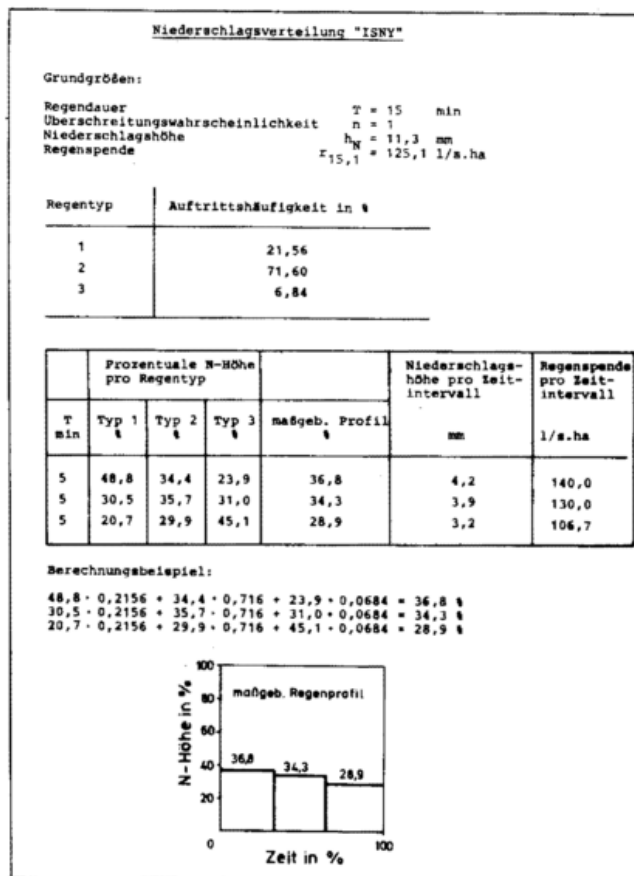 Niederschlagsverteilung "ISNY"
Grundgrößen:
Regendauer T = 15 min
Überschreitungswahrscheinlichkeit n = 1
Niederschlagshöhe hN = 11,3 mm
Regenspende r15,1 = 125,1 l/s.ha
Regentyp Auftrittshäufigkeit in %
1 21,56
2 71,60
3 6,84
Prozentuale N-Höhe Niederschlags- Regenspende
pro Regentyp höhe pro Zeit- pro Zeit-
intervall intervall
T Typ 1 Typ 2 Typ 3 maßgeb. Profil
min % % % % mm l/s.ha
5 48,8 34,4 23,9 36,8 4,2 140,0
5 30,5 35,7 31,0 34,3 3,9 130,0
5 20,7 29,9 45,1 28,9 3,2 106,7
Berechnungsbeispiel:
48,8 · 0,2156 + 34,4 · 0,716 + 23,9 · 0,0684 = 36,8 %
30,5 · 0,2156 + 35,7 · 0,716 + 31,0 · 0,0684 = 34,3 %
20,7 · 0,2156 + 29,9 · 0,716 + 45,1 · 0,0684 = 28,9 %
N-Höhe in %
100
80
60
40
20
maßgeb. Regenprofil
36,8 34,3 28,9
0 100
Zeit in %